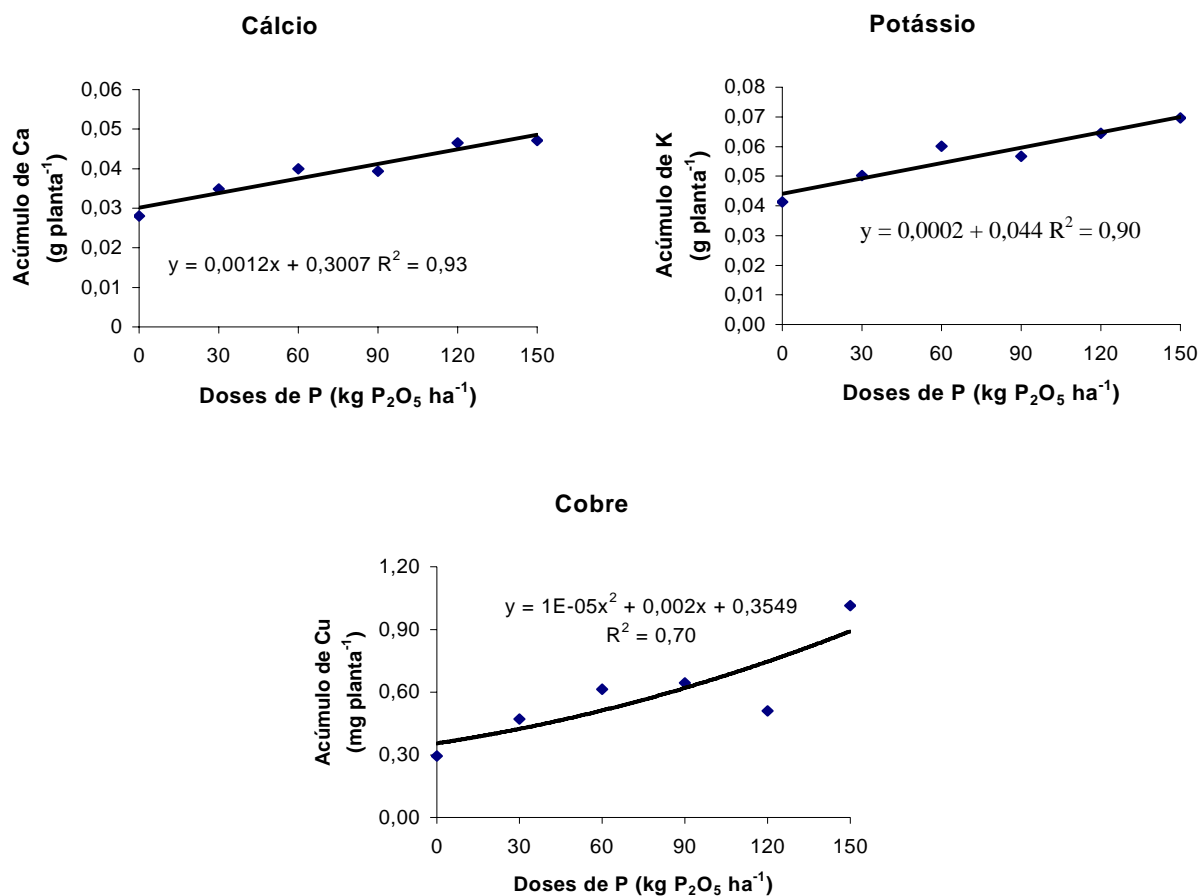 Cálcio
0,06
0,05
0,04
0,03
0,02
0,01
0
Acúmulo de Ca
(g planta⁻¹)
y = 0,0012x + 0,3007 R² = 0,93
0 30 60 90 120 150
Doses de P (kg P₂O₅ ha⁻¹)
Potássio
0,08
0,07
0,06
0,05
0,04
0,03
0,02
0,01
0,00
Acúmulo de K
(g planta⁻¹)
y = 0,0002 + 0,044 R² = 0,90
0 30 60 90 120 150
Doses de P (kg P₂O₅ ha⁻¹)
Cobre
1,20
0,90
0,60
0,30
0,00
Acúmulo de Cu
(mg planta⁻¹)
y = 1E-05x² + 0,002x + 0,3549
R² = 0,70
0 30 60 90 120 150
Doses de P (kg P₂O₅ ha⁻¹)